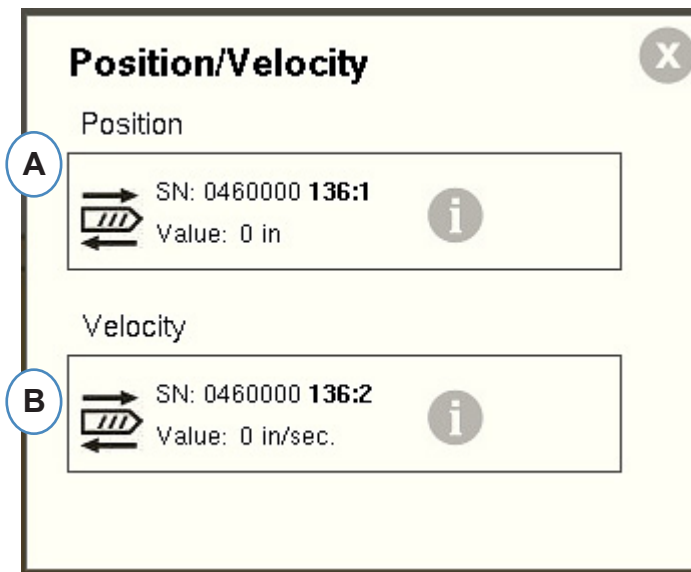 Position/Velocity
X
Position
A
SN: 0460000 136:1
i
Value: 0 in
Velocity
B
SN: 0460000 136:2
i
Value: 0 in/sec.